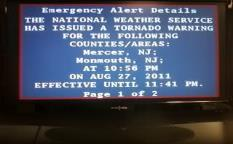 Emergency Alert Details
THE NATIONAL WEATHER SERVICE
HAS ISSUED A TORNADO WARNING
FOR THE FOLLOWING
COUNTIES/AREAS:
Mercer, NJ;
Monmouth, NJ;
AT 10:56 PM
ON AUG 27, 2011
EFFECTIVE UNTIL 11:41 PM.
Page 1 of 2